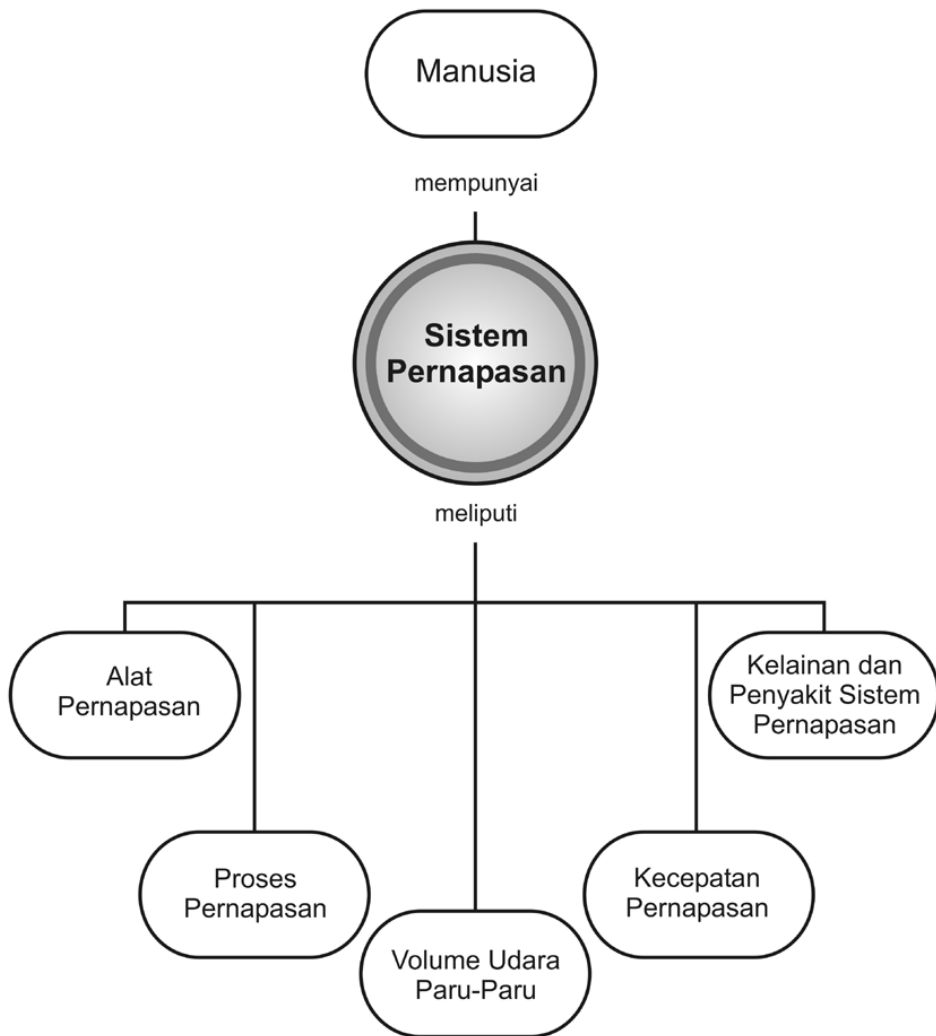 Manusia
mempunyai
Sistem
Pernapasan
meliputi
Alat
Pernapasan
Proses
Pernapasan
Volume Udara
Paru-Paru
Kecepatan
Pernapasan
Kelainan dan
Penyakit Sistem
Pernapasan